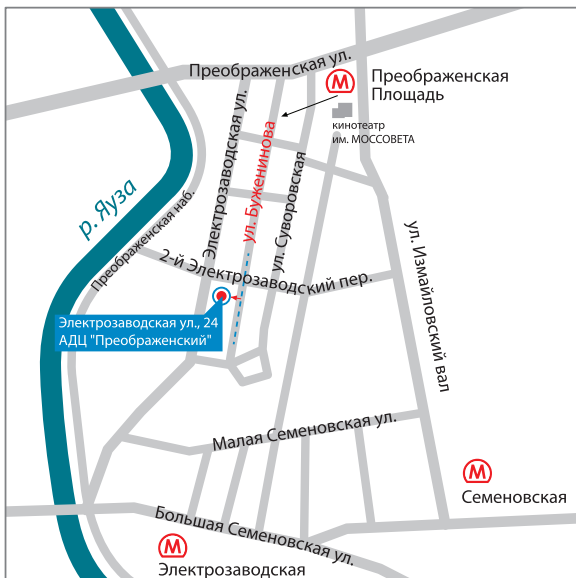 Преображенская ул.
М
Преображенская
Площадь
кинотеатр
им. МОССОВЕТА
р. Яуза
Преображенская наб.
Электрозаводская ул.
ул. Буженинова
ул. Суворовская
2-й Электрозаводский пер.
ул. Измайловский вал
Электрозаводская ул., 24
АДЦ "Преображенский"
Малая Семеновская ул.
М
Семеновская
Большая Семеновская ул.
М
Электрозаводская